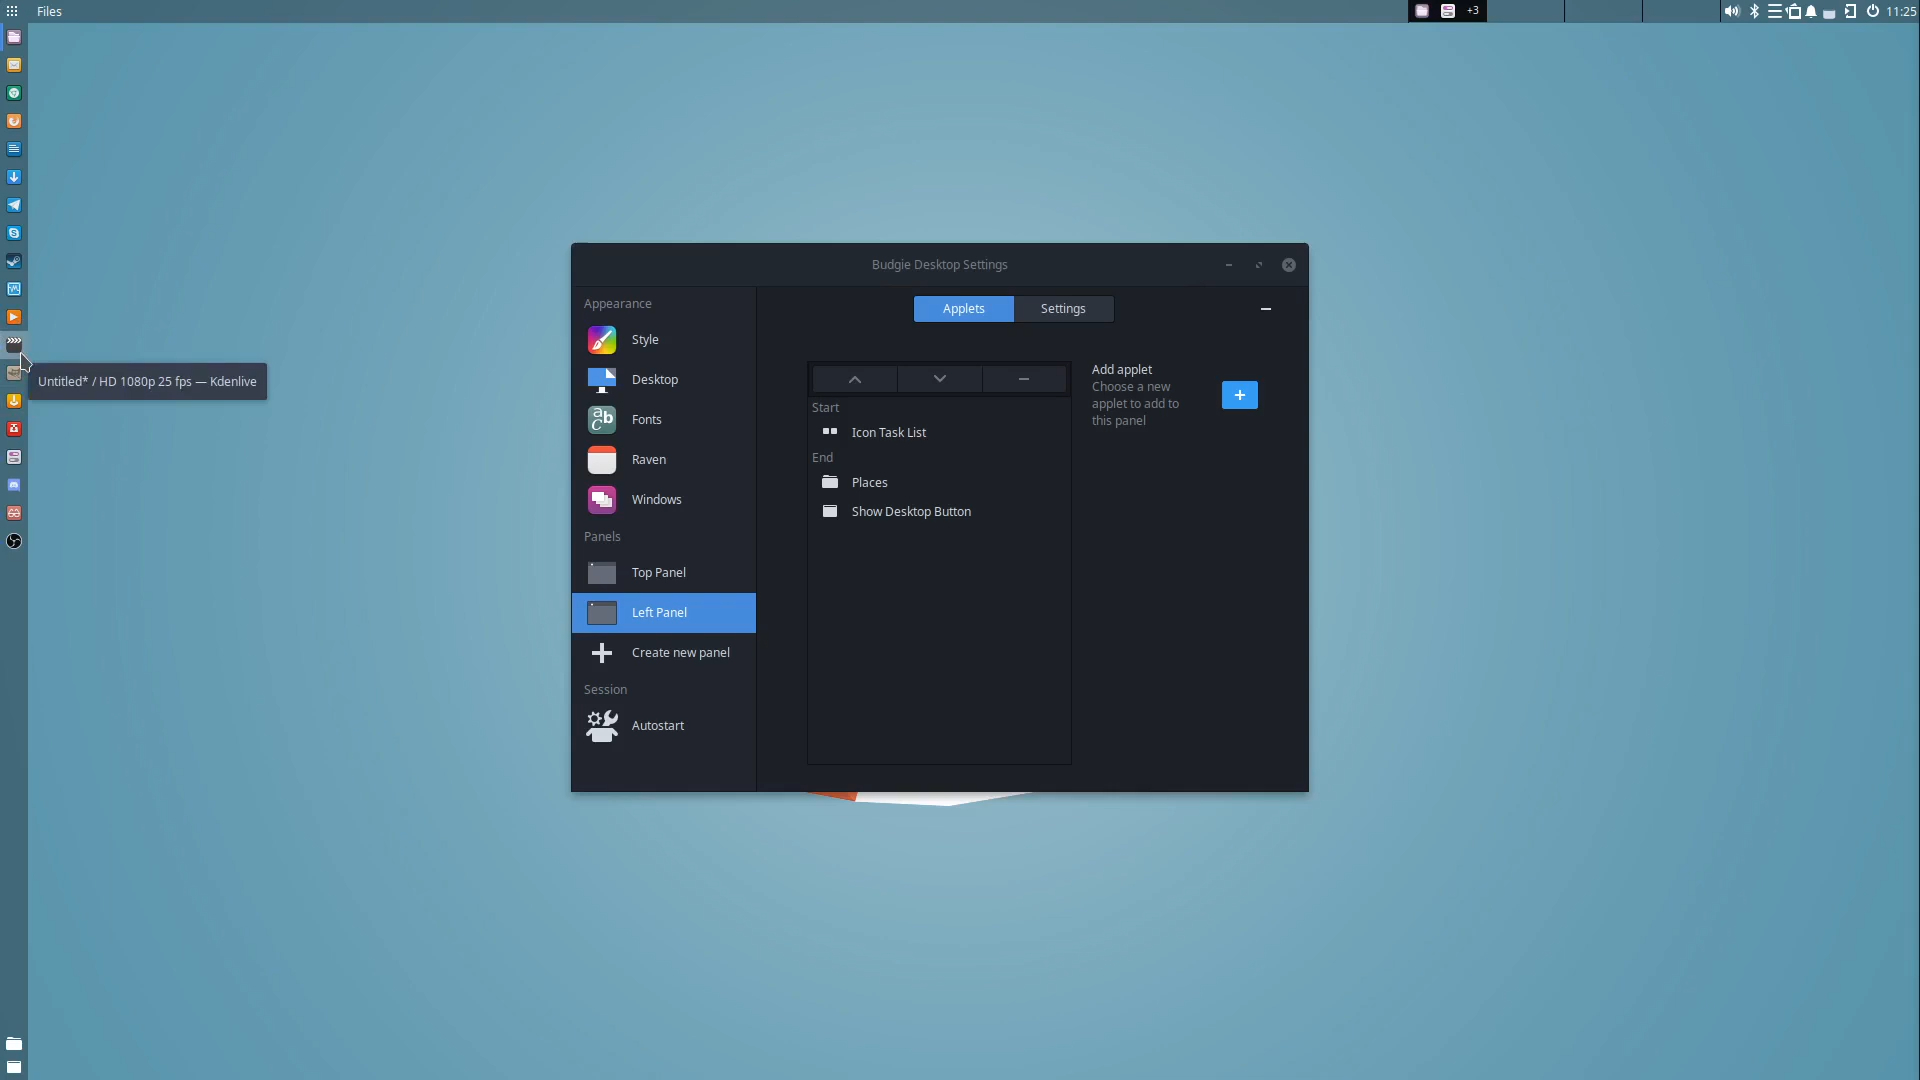 Files
+3
11:25
Budgie Desktop Settings
Appearance
Applets
Settings
Style
Desktop
Fonts
Raven
Windows
Panels
Top Panel
Left Panel
Create new panel
Session
Autostart
Start
Icon Task List
End
Places
Show Desktop Button
Add applet
Choose a new
applet to add to
this panel
Untitled* / HD 1080p 25 fps — Kdenlive